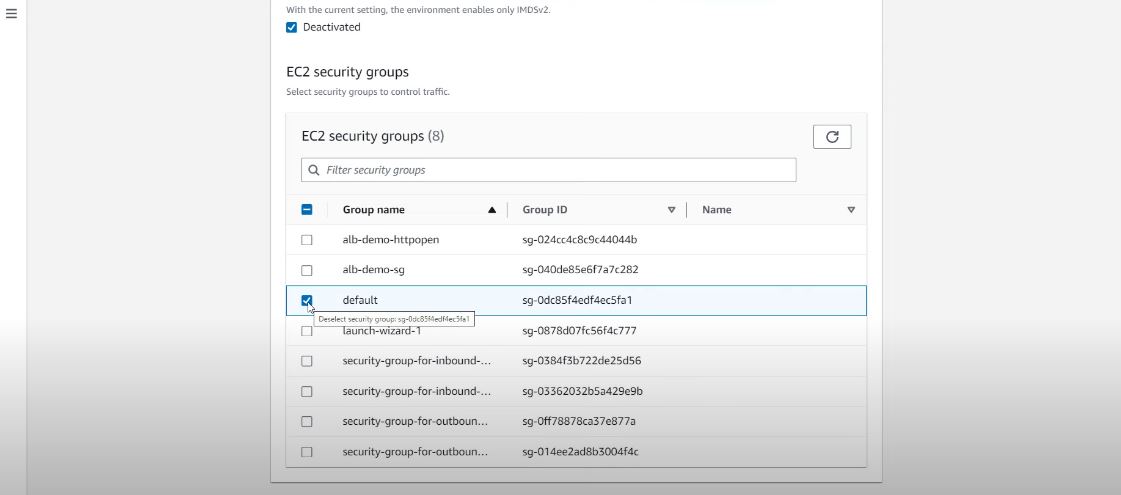 With the current setting, the environment enables only IMDSv2.
Deactivated
EC2 security groups
Select security groups to control traffic.
EC2 security groups (8)
Filter security groups
Group name Group ID Name
alb-demo-httpopen sg-024cc4c8c9c44044b
alb-demo-sg sg-040de85e6f7a7c282
default sg-0dc85f4edf4ec5fa1
Deselect security group: sg-0dc85f4edf4ec5fa1
launch-wizard-1 sg-0878d07fc56f4c777
security-group-for-inbound-... sg-0384f3b722de25d56
security-group-for-inbound-... sg-03362032b5a429e9b
security-group-for-outboun... sg-0ff78878ca37e877a
security-group-for-outboun... sg-014ee2ad8b3004f4c